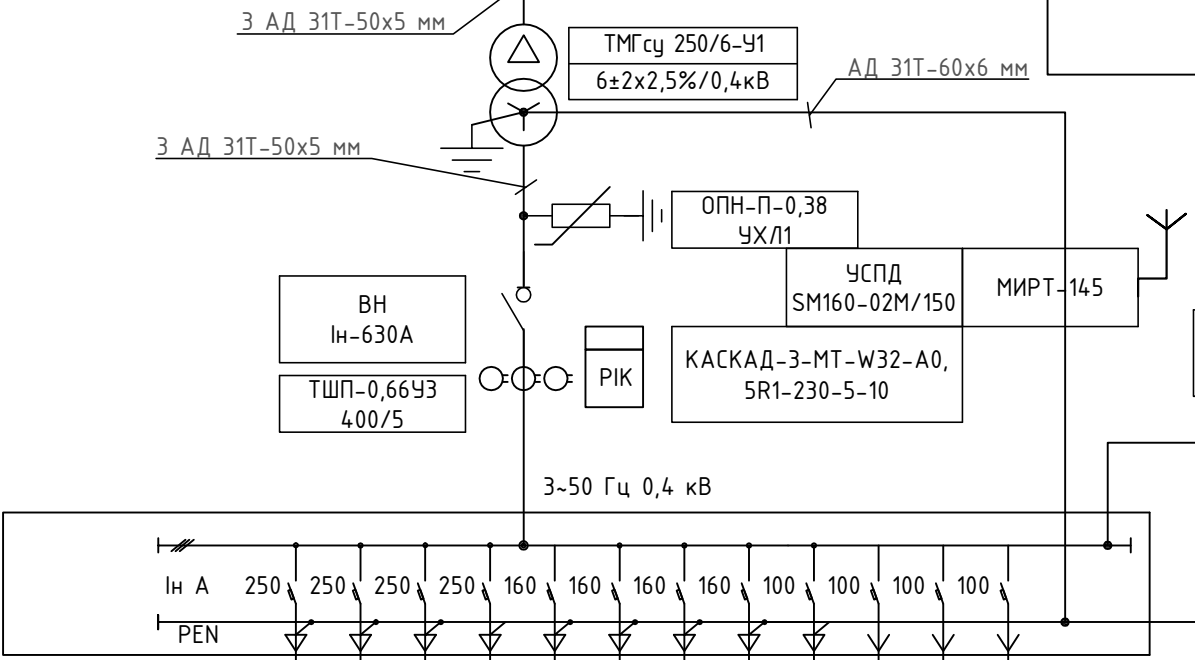 3 АД 31Т-50х5 мм
ТМГсу 250/6-У1
6±2х2,5%/0,4кВ
АД 31Т-60х6 мм
3 АД 31Т-50х5 мм
ОПН-П-0,38
УХЛ1
УСПД
SM160-02M/150
МИРТ-145
ВН
Iн-630А
PIK
КАСКАД-3-МТ-W32-А0,
5R1-230-5-10
ТШП-0,66У3
400/5
3~50 Гц 0,4 кВ
Iн А 250 250 250 250 160 160 160 160 100 100 100 100
PEN